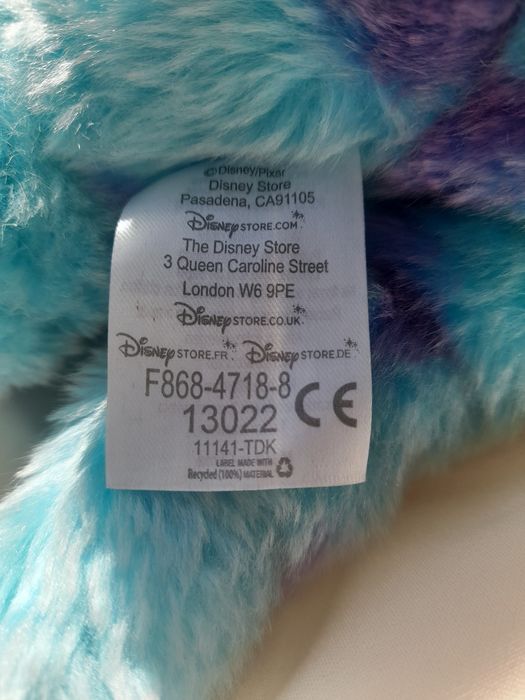 ©Disney/Pixar
Disney Store
Pasadena, CA91105
DISNEYSTORE.COM
The Disney Store
3 Queen Caroline Street
London W6 9PE
DISNEYSTORE.CO.UK
DISNEYSTORE.FR DISNEYSTORE.DE
F868-4718-8 CE
13022
11141-TDK
LABEL MADE WITH
Recycled (100%) MATERIAL